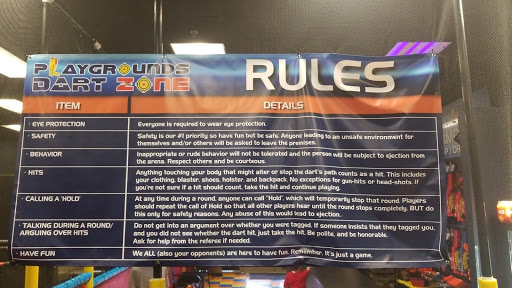 PLAYGROUNDS
DART ZONE
RULES
ITEM DETAILS
· EYE PROTECTION Everyone is required to wear eye protection.
· SAFETY Safety is our #1 priority so have fun but be safe. Anyone leading to an unsafe environment for
themselves and/or others will be asked to leave the premises.
· BEHAVIOR Inappropriate or rude behavior will not be tolerated and the person will be subject to ejection from
the arena. Respect others and be courteous.
· HITS Anything touching your body that might alter or stop the dart's path counts as a hit. This includes
your clothing, blaster, shoes, holster, and backpack. No exceptions for gun-hits or head-shots. If
you're not sure if a hit should count, take the hit and continue playing.
· CALLING A 'HOLD' At any time during a round, anyone can call "Hold", which will temporarily stop that round. Players
should repeat the call of Hold so that all other players hear until the round stops completely. BUT do
this only for safety reasons. Any abuse of this would lead to ejection.
· TALKING DURING A ROUND/ Do not get into an argument over whether you were tagged. If someone insists that they tagged you,
ARGUING OVER HITS and you did not see whether the dart hit, just take the hit. Be polite, and be honorable.
Ask for help from the referee if needed.
· HAVE FUN We ALL (also your opponents) are here to have fun. Remember. It's just a game.